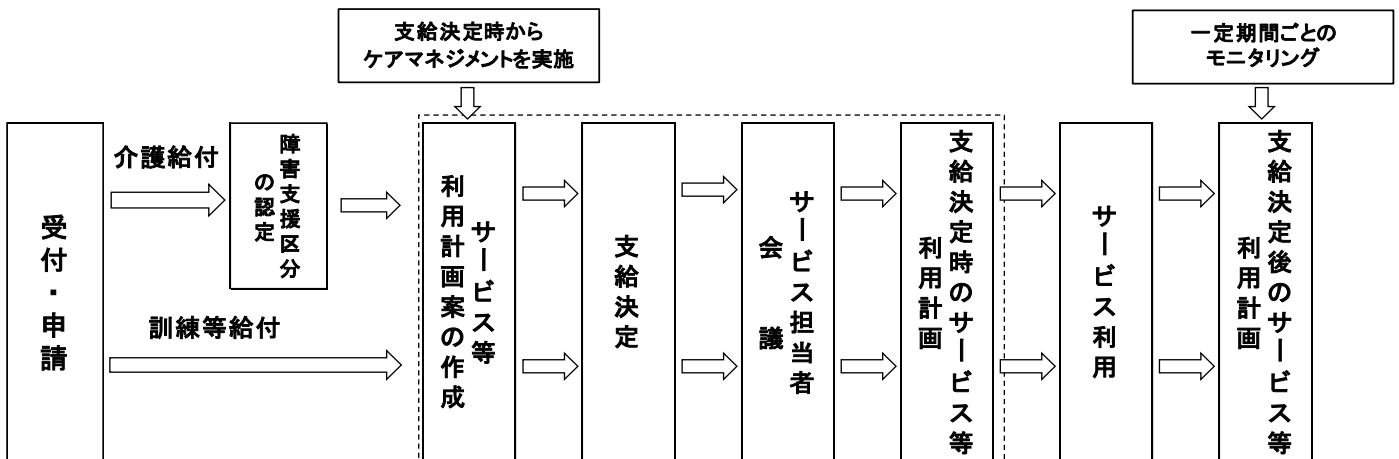 支給決定時から
ケアマネジメントを実施
一定期間ごとの
モニタリング
受付・申請
介護給付
訓練等給付
障害支援区分
の認定
サービス等
利用計画案の作成
支給決定
サービス担当者
会議
支給決定時のサービス等
利用計画
サービス利用
支給決定後のサービス等
利用計画